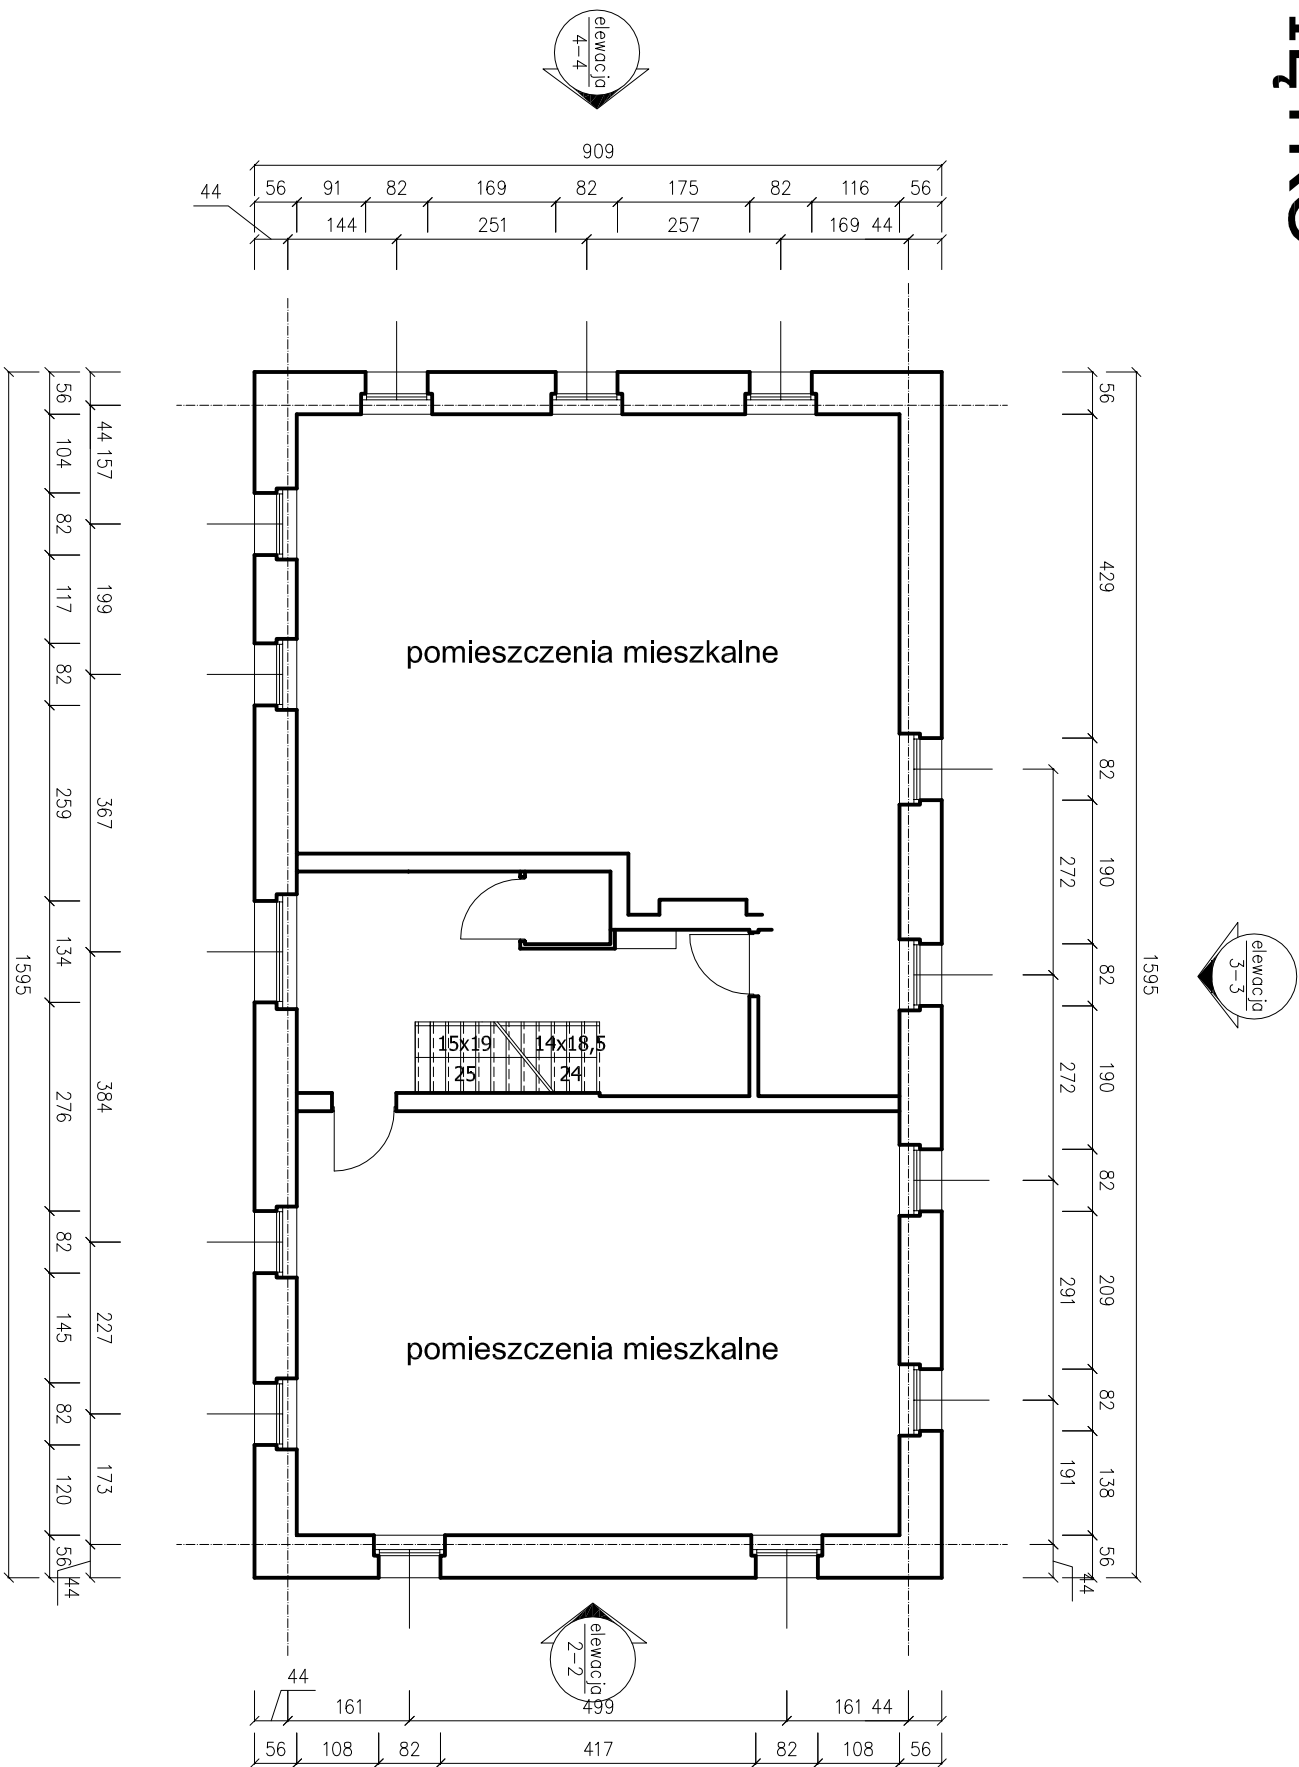 elewacja
4-4
909
56 91 82 169 82 175 82 116 56
44
144 251 257 169 44
1595
56 104 82 117 82 259 134 276 82 145 82 120 56
44 157 199 367 384 227 173 44
56 429 82 190 82 190 82 209 82 138 56
272 272 291 191 44
1595
elewacja
3-3
pomieszczenia mieszkalne
15x19 14x18,5
25 24
pomieszczenia mieszkalne
elewacja
2-2
44
161 499 161 44
56 108 82 417 82 108 56